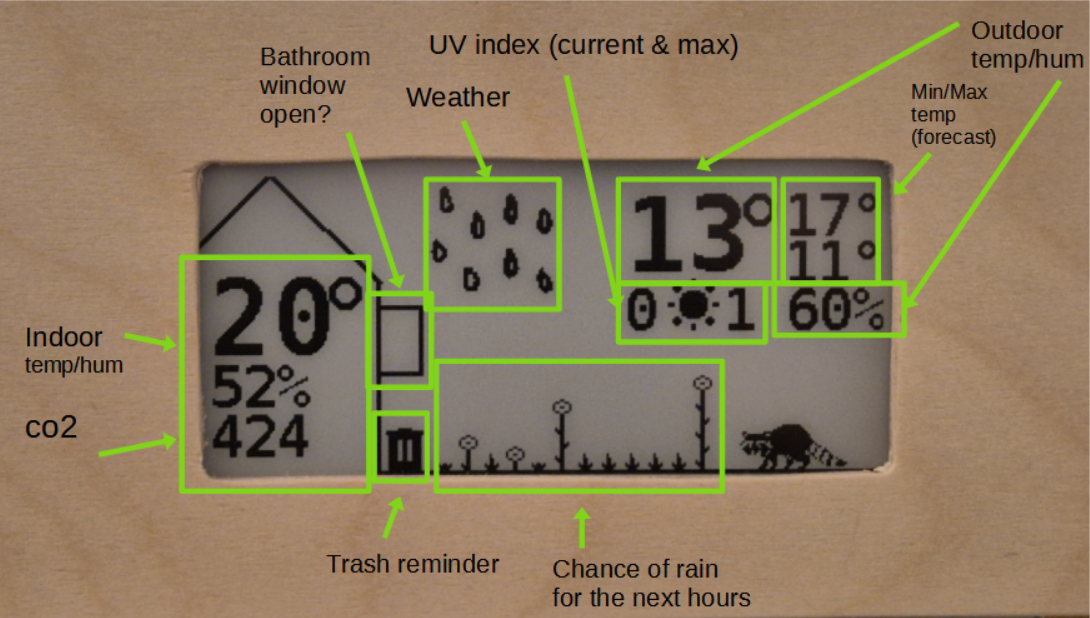 Outdoor
temp/hum
UV index (current & max)
Bathroom
window
open?
Weather
Min/Max
temp
(forecast)
13° 17°
11°
20°
0 1 60%
Indoor
temp/hum
52%
co2
424
Trash reminder
Chance of rain
for the next hours